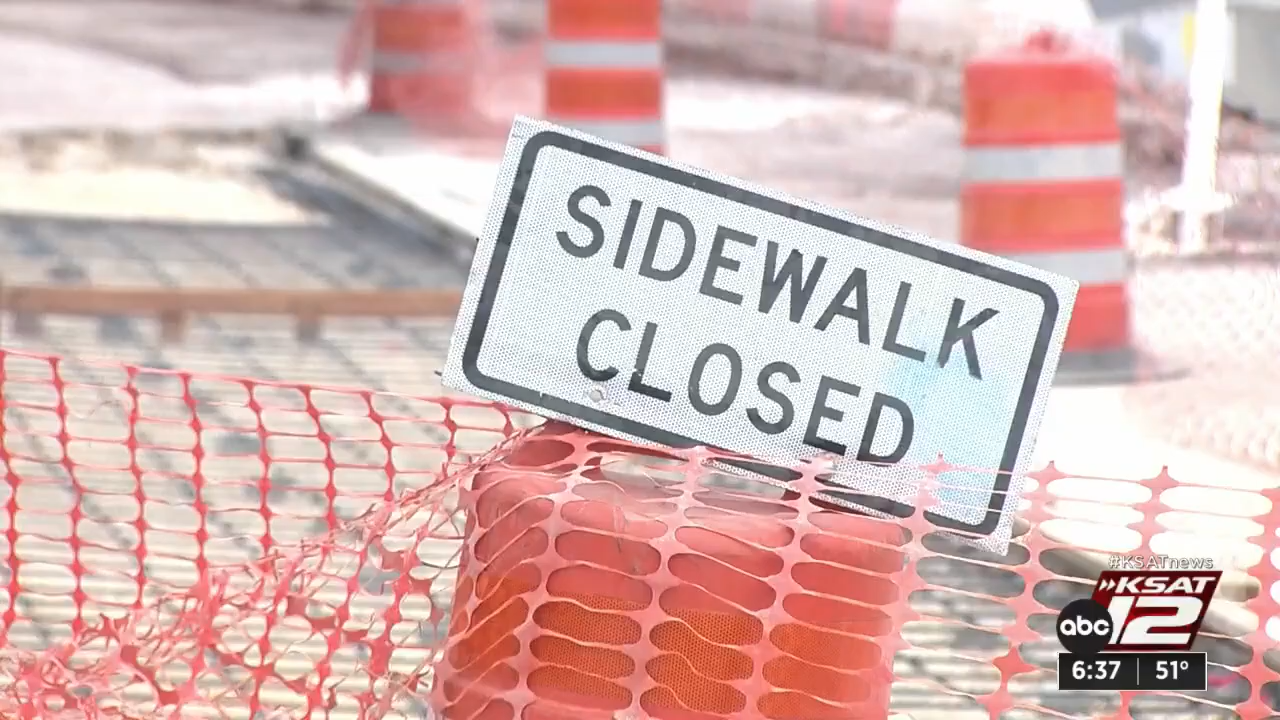 SIDEWALK
CLOSED
#KSATnews
KSAT
abc 12
6:37 | 51°